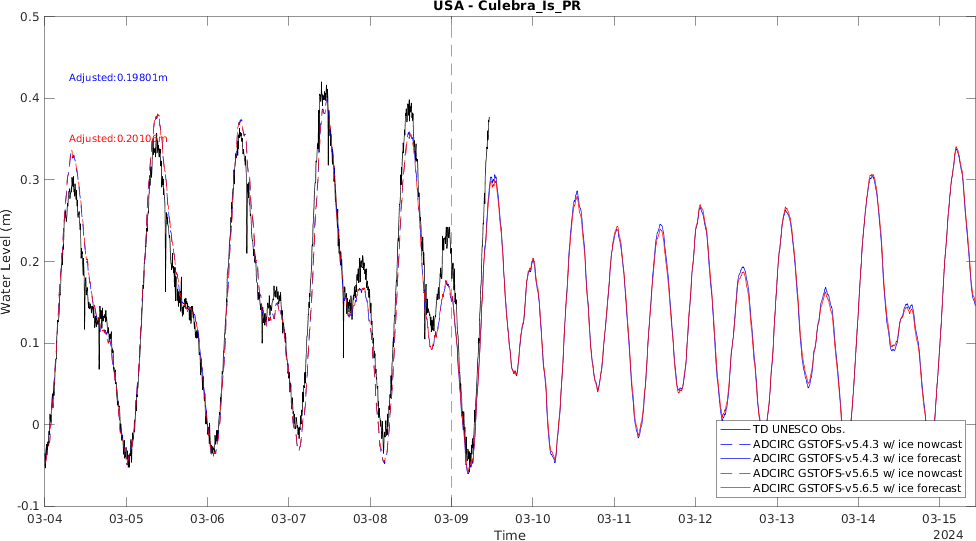 USA - Culebra_Is_PR
0.5
Adjusted:0.19801m
0.4
Adjusted:0.2010
0.3
Water Level (m)
0.2
0.1
0
-0.1
TD UNESCO Obs.
ADCIRC GSTOFS-v5.4.3 w/ ice nowcast
ADCIRC GSTOFS-v5.4.3 w/ ice forecast
ADCIRC GSTOFS-v5.6.5 w/ ice nowcast
ADCIRC GSTOFS-v5.6.5 w/ ice forecast
03-04 03-05 03-06 03-07 03-08 03-09 03-10 03-11 03-12 03-13 03-14 03-15
Time
2024